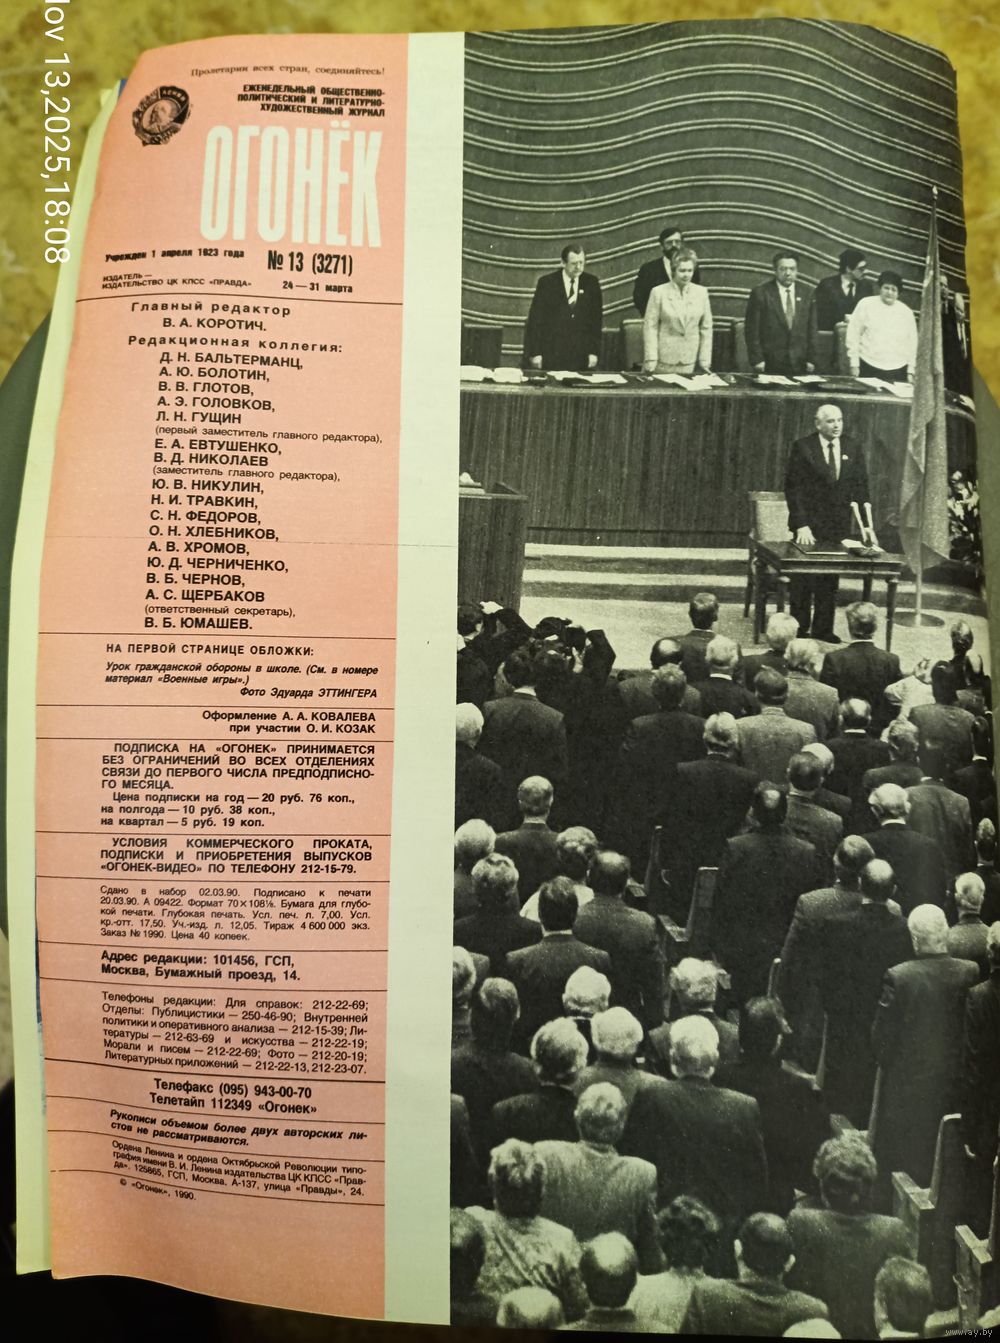 Nov 13,2025,18:08
Пролетарии всех стран, соединяйтесь!
ЕЖЕНЕДЕЛЬНЫЙ ОБЩЕСТВЕННО-
ПОЛИТИЧЕСКИЙ И ЛИТЕРАТУРНО-
ХУДОЖЕСТВЕННЫЙ ЖУРНАЛ
ОГОНЁК
Учрежден 1 апреля 1923 года
№ 13 (3271)
ИЗДАТЕЛЬ —
ИЗДАТЕЛЬСТВО ЦК КПСС «ПРАВДА»
24 — 31 марта
Главный редактор
В. А. КОРОТИЧ.
Редакционная коллегия:
Д. Н. БАЛЬТЕРМАНЦ,
А. Ю. БОЛОТИН,
В. В. ГЛОТОВ,
А. Э. ГОЛОВКОВ,
Л. Н. ГУЩИН
(первый заместитель главного редактора),
Е. А. ЕВТУШЕНКО,
В. Д. НИКОЛАЕВ
(заместитель главного редактора),
Ю. В. НИКУЛИН,
Н. И. ТРАВКИН,
С. Н. ФЕДОРОВ,
О. Н. ХЛЕБНИКОВ,
А. В. ХРОМОВ,
Ю. Д. ЧЕРНИЧЕНКО,
В. Б. ЧЕРНОВ,
А. С. ЩЕРБАКОВ
(ответственный секретарь),
В. Б. ЮМАШЕВ.
НА ПЕРВОЙ СТРАНИЦЕ ОБЛОЖКИ:
Урок гражданской обороны в школе. (См. в номере
материал «Военные игры».)
Фото Эдуарда ЭТТИНГЕРА
Оформление А. А. КОВАЛЕВА
при участии О. И. КОЗАК
ПОДПИСКА НА «ОГОНЕК» ПРИНИМАЕТСЯ
БЕЗ ОГРАНИЧЕНИЙ ВО ВСЕХ ОТДЕЛЕНИЯХ
СВЯЗИ ДО ПЕРВОГО ЧИСЛА ПРЕДПОДПИСНО-
ГО МЕСЯЦА.
Цена подписки на год — 20 руб. 76 коп.,
на полгода — 10 руб. 38 коп.,
на квартал — 5 руб. 19 коп.
УСЛОВИЯ КОММЕРЧЕСКОГО ПРОКАТА,
ПОДПИСКИ И ПРИОБРЕТЕНИЯ ВЫПУСКОВ
«ОГОНЕК-ВИДЕО» ПО ТЕЛЕФОНУ 212-15-79.
Сдано в набор 02.03.90. Подписано к печати
20.03.90. А 09422. Формат 70×108⅛. Бумага для глубо-
кой печати. Глубокая печать. Усл. печ. л. 7,00. Усл.
кр.-отт. 17,50. Уч.-изд. л. 12,05. Тираж 4 600 000 экз.
Заказ № 1990. Цена 40 копеек.
Адрес редакции: 101456, ГСП,
Москва, Бумажный проезд, 14.
Телефоны редакции: Для справок: 212-22-69;
Отделы: Публицистики — 250-46-90; Внутренней
политики и оперативного анализа — 212-15-39; Ли-
тературы — 212-63-69 и искусства — 212-22-19;
Морали и писем — 212-22-69; Фото — 212-20-19;
Литературных приложений — 212-22-13, 212-23-07.
Телефакс (095) 943-00-70
Телетайп 112349 «Огонек»
Рукописи объемом более двух авторских ли-
стов не рассматриваются.
Ордена Ленина и ордена Октябрьской Революции типо-
графия имени В. И. Ленина издательства ЦК КПСС «Прав-
да». 125865, ГСП, Москва, А-137, улица «Правды», 24.
© «Огонек», 1990.
www.ay.by